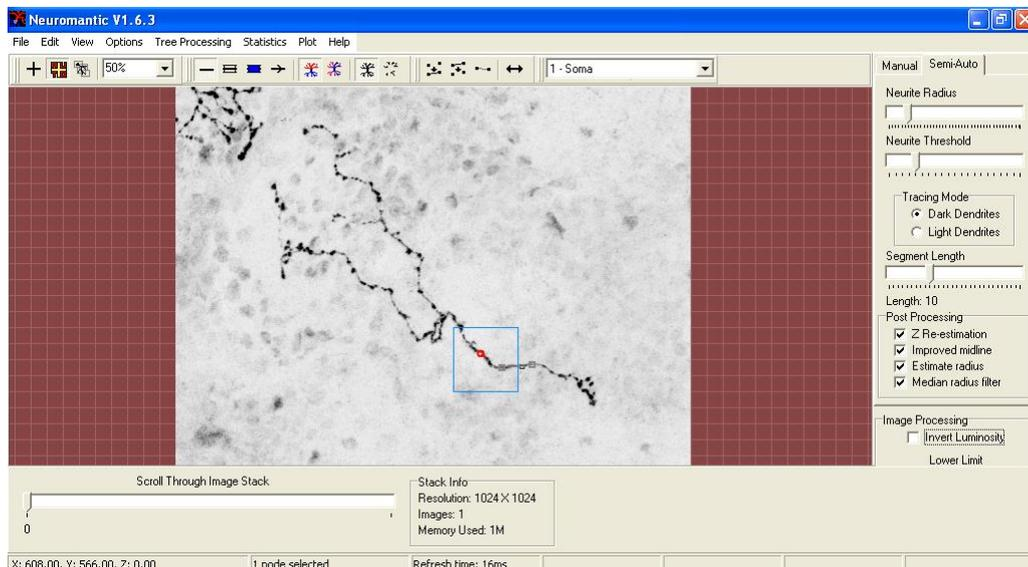 Neuromantic V1.6.3
File Edit View Options Tree Processing Statistics Plot Help
50%
1 - Soma
Manual Semi-Auto
Neurite Radius
Neurite Threshold
Tracing Mode
Dark Dendrites
Light Dendrites
Segment Length
Length: 10
Post Processing
Z Re-estimation
Improved midline
Estimate radius
Median radius filter
Image Processing
Invert Luminosity
Lower Limit
Scroll Through Image Stack
0
Stack Info
Resolution: 1024 X 1024
Images: 1
Memory Used: 1M
X: 608.00, Y: 566.00, Z: 0.00 1 node selected Refresh time: 16ms